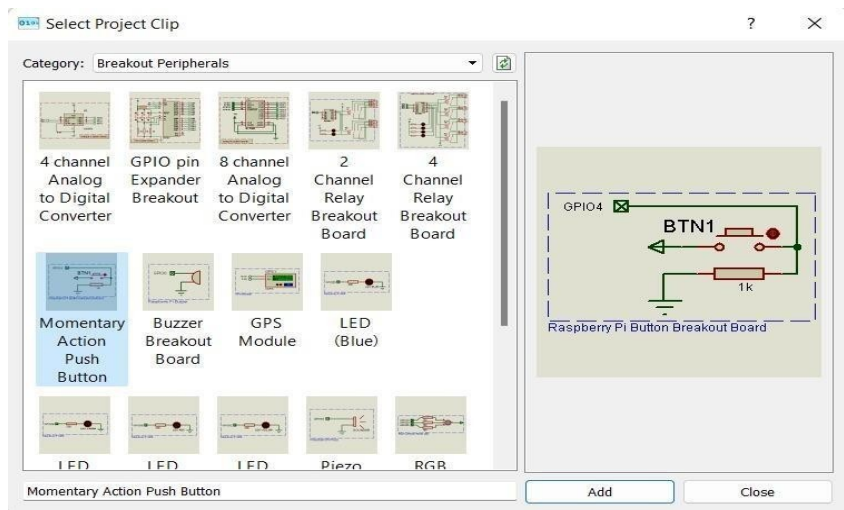 Select Project Clip
?
Category: Breakout Peripherals
4 channel
Analog
to Digital
Converter
GPIO pin
Expander
Breakout
8 channel
Analog
to Digital
Converter
2
Channel
Relay
Breakout
Board
4
Channel
Relay
Breakout
Board
Momentary
Action
Push
Button
Buzzer
Breakout
Board
GPS
Module
LED
(Blue)
LED
LED
LED
Piezo
RGB
Momentary Action Push Button
GPIO4
BTN1
1k
Raspberry Pi Button Breakout Board
Add
Close